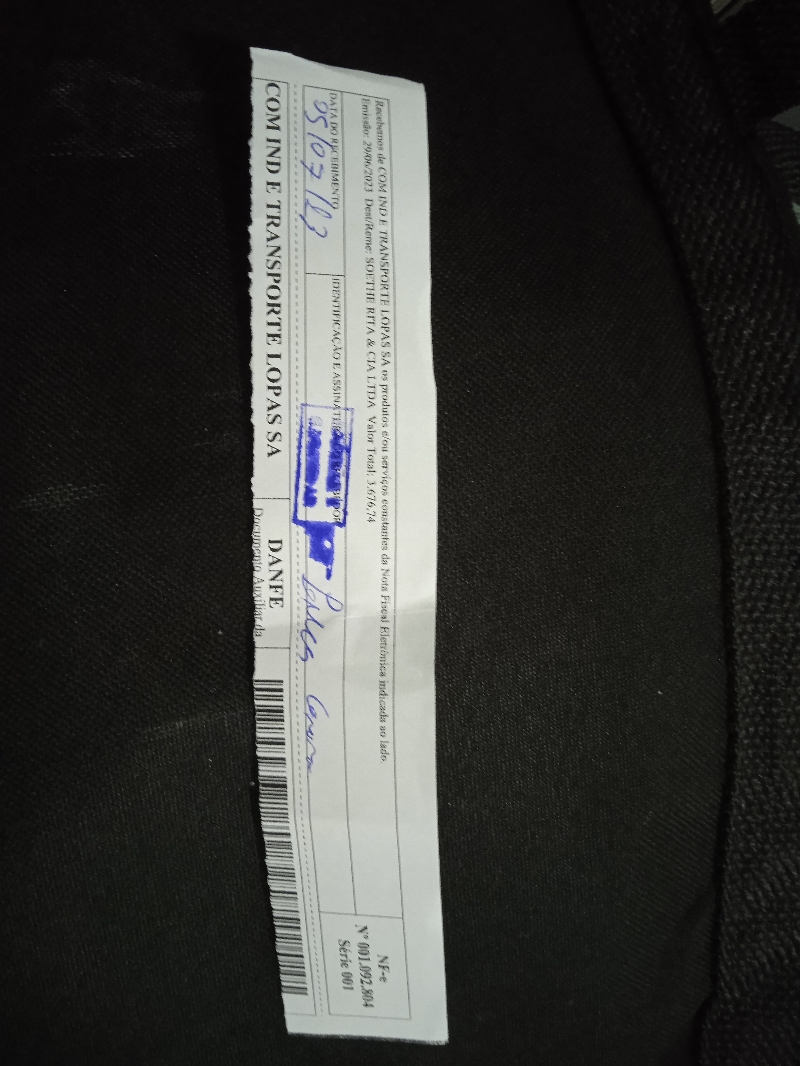 Recebemos de COM IND E TRANSPORTE LOPAS SA os produtos e/ou serviços constantes da Nota Fiscal Eletrônica indicada ao lado.
Emissão: 29/06/2023 Dest/Reme: SOETHE RITA & CIA LTDA Valor Total: 3.676,74
DATA DO RECEBIMENTO
05/07/23
IDENTIFICAÇÃO E ASSINATURA
NF-e
Nº 001.092.804
Série 001
COM IND E TRANSPORTE LOPAS SA
DANFE
Documento Auxiliar da